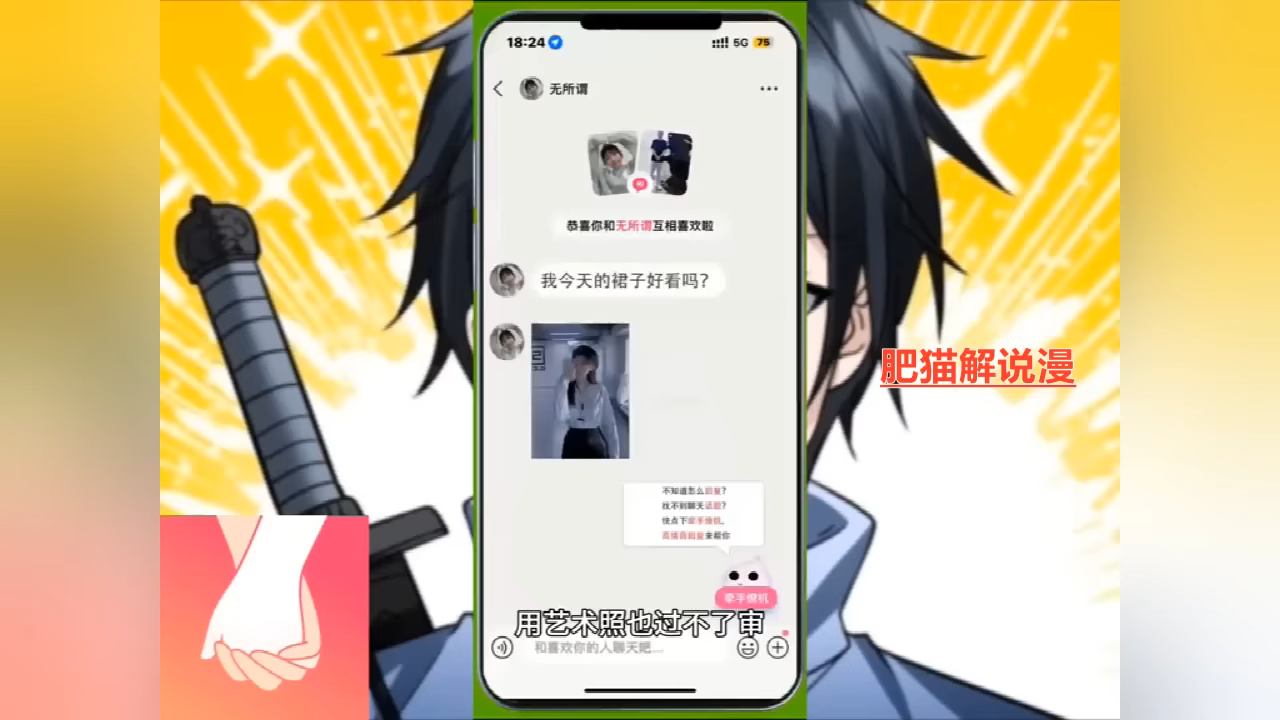 18:24
5G 75
无所谓
恭喜你和无所谓互相喜欢啦
我今天的裙子好看吗?
不知道怎么回复?
找不到聊天话题?
快点下牵手撩机,
高情商回复来帮你
牵手撩机
用艺术照也过不了审
和喜欢你的人聊天吧...
肥猫解说漫